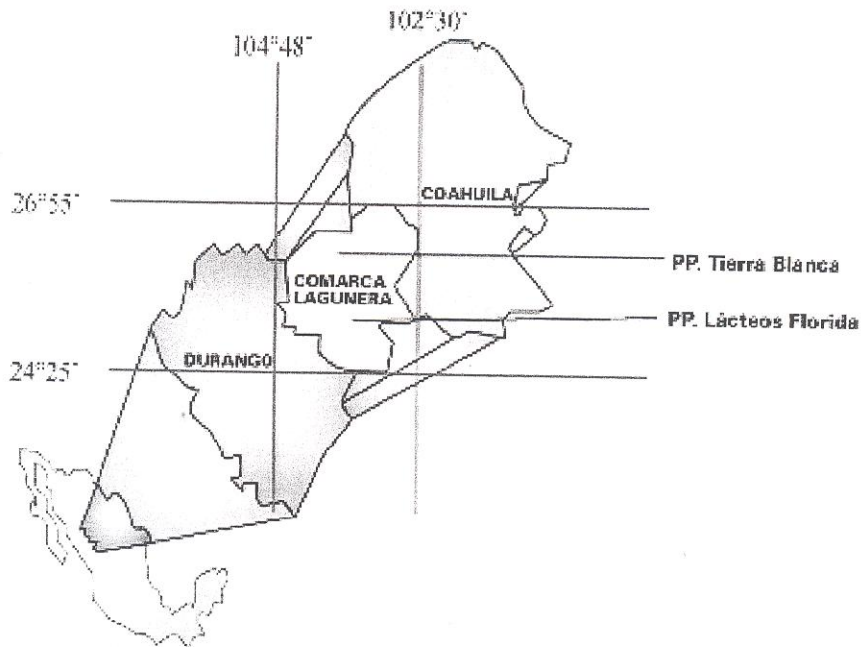 102°30'
104°48'
26°55'
COAHUILA
PP. Tierra Blanca
COMARCA
LAGUNERA
PP. Lácteos Florida
DURANGO
24°25'